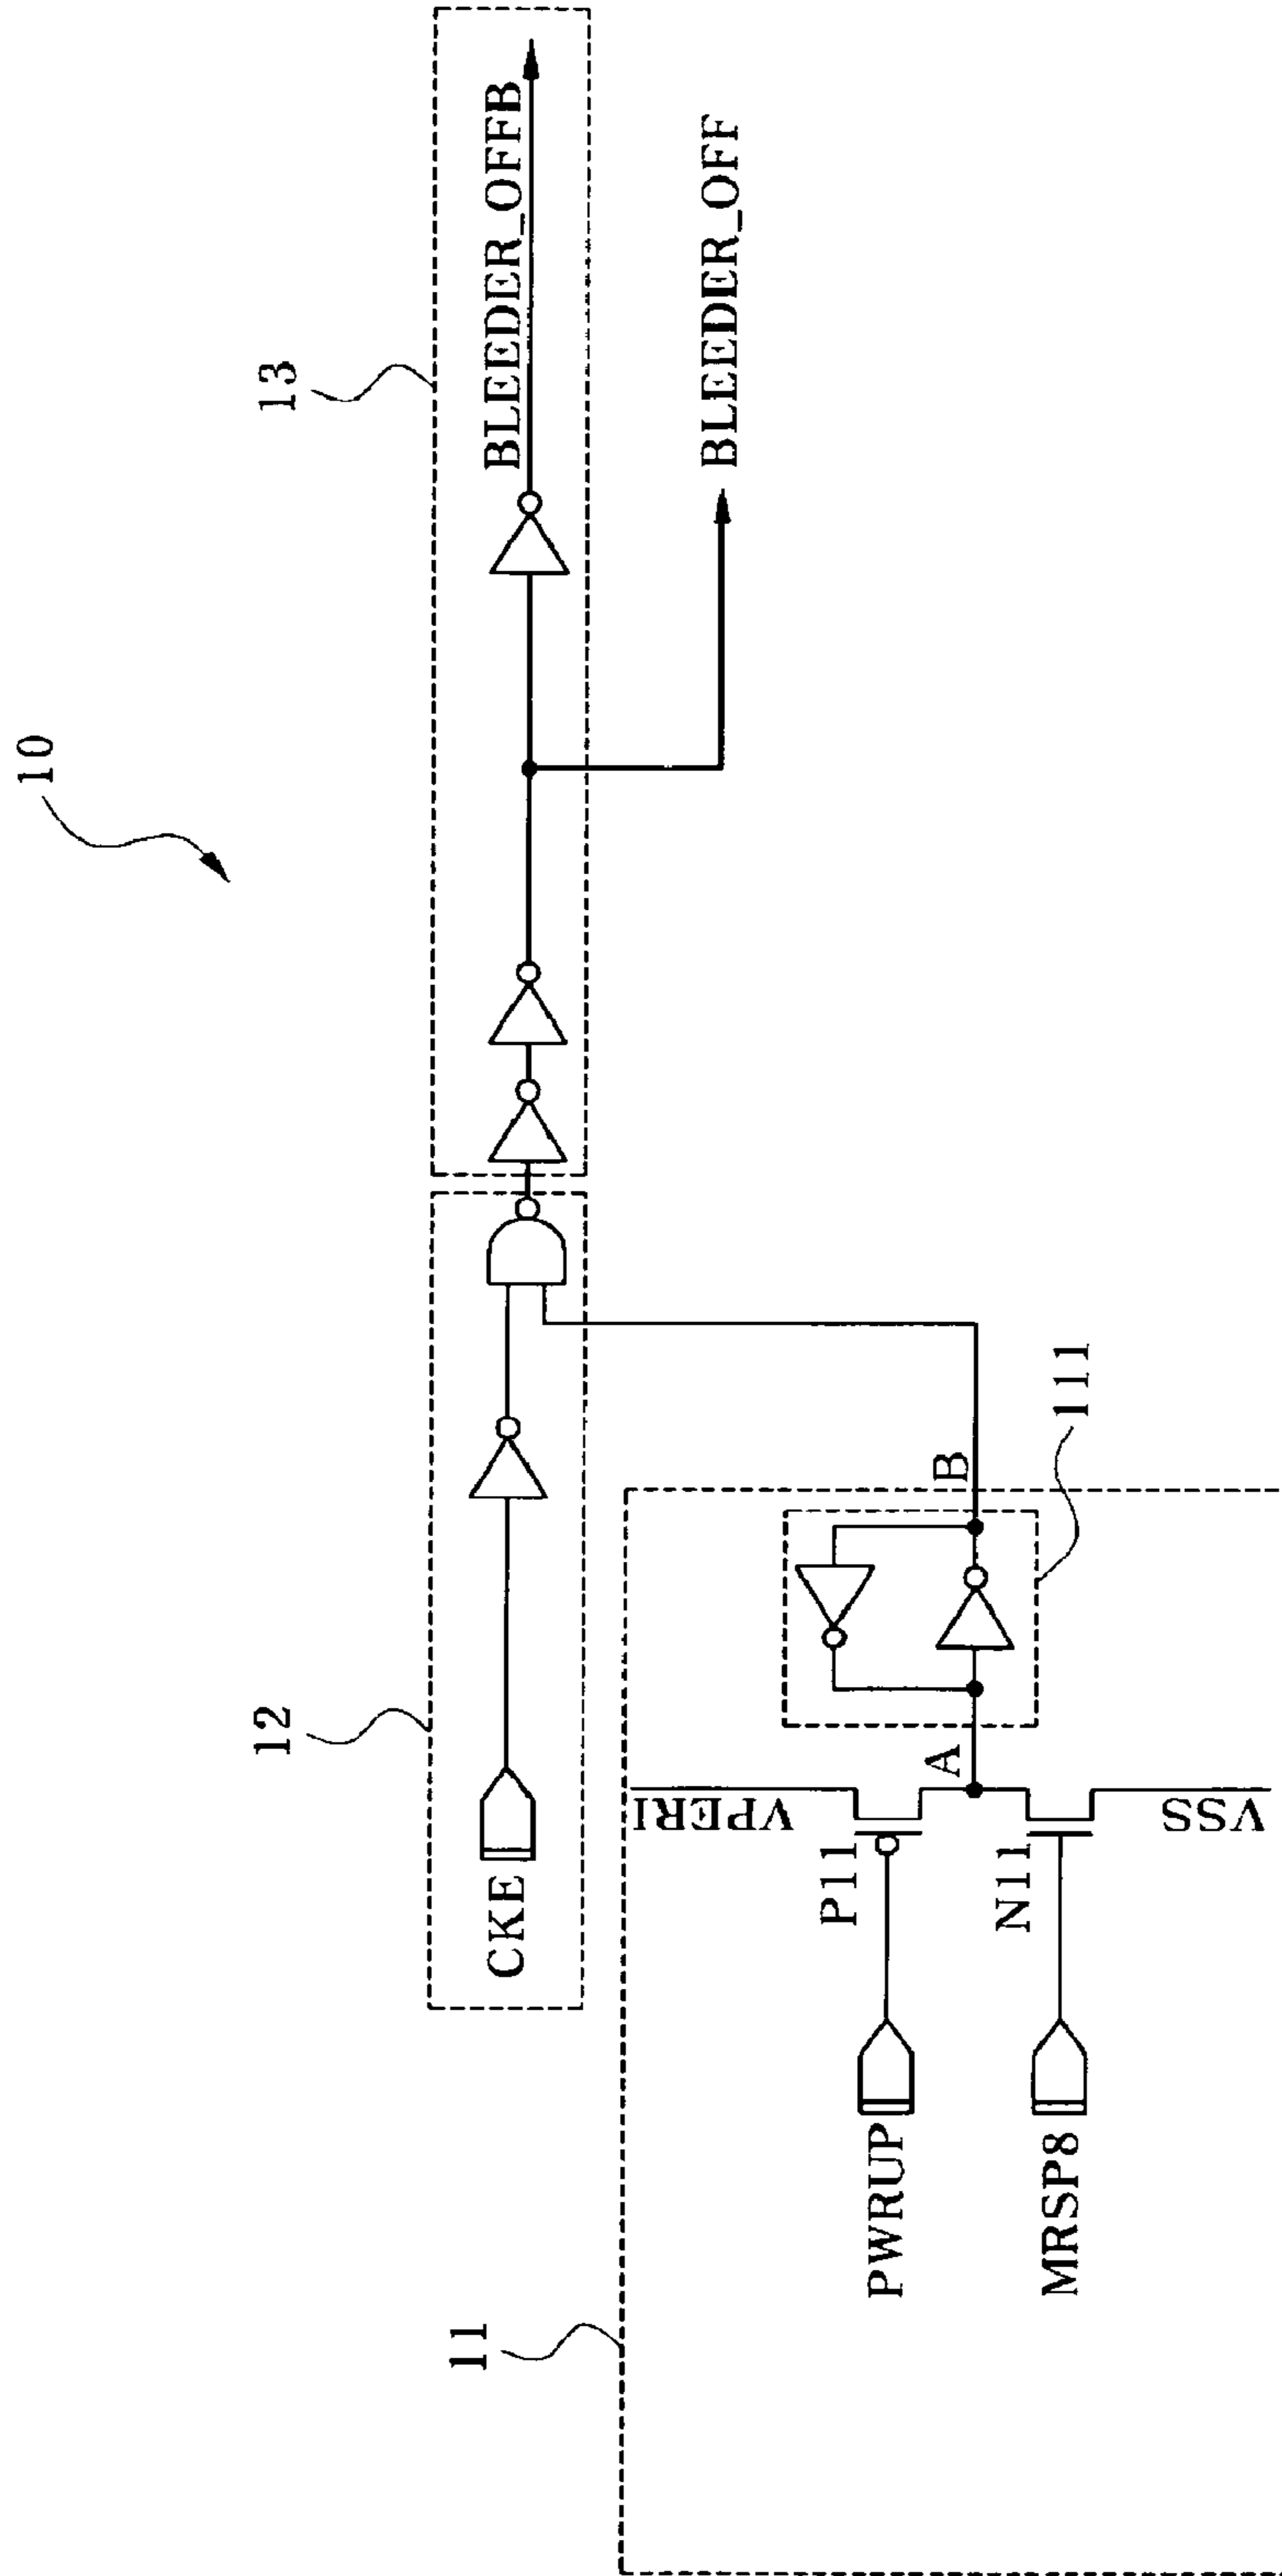 10
13
12
BLEEDER_OFFB
CKE
BLEEDER_OFF
11
VPERI
PWRUP
P11
A
B
111
MRSP8
N11
VSS